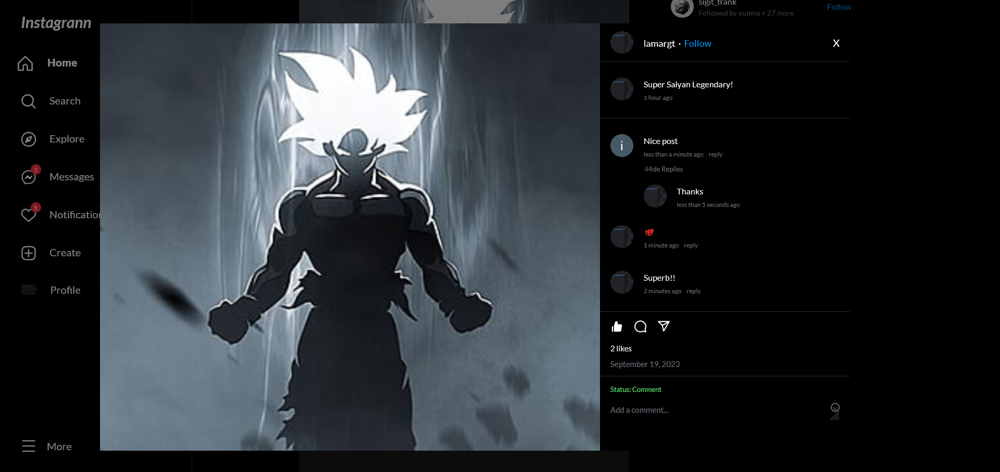 Instagrann
Home
Search
Explore
2
Messages
5
Notification
Create
Profile
More
sigit_frank
Followed by yumna + 27 more
Follow
lamargt · Follow
X
Super Saiyan Legendary!
1 hour ago
i
Nice post
less than a minute ago reply
-Hide Replies
Thanks
less than 5 seconds ago
💯
1 minute ago reply
Superb!!
2 minutes ago reply
2 likes
September 19, 2023
Status: Comment
Add a comment...